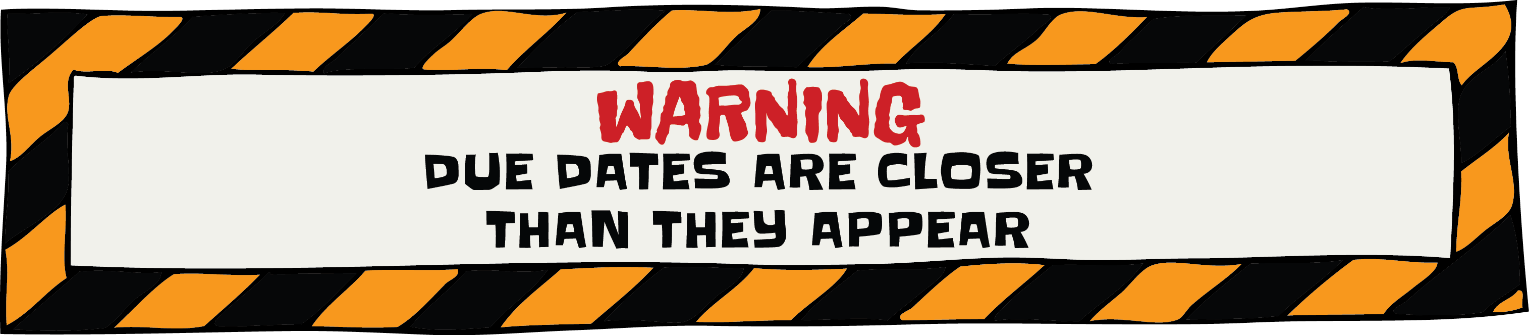 WARNING
DUE DATES ARE CLOSER
THAN THEY APPEAR